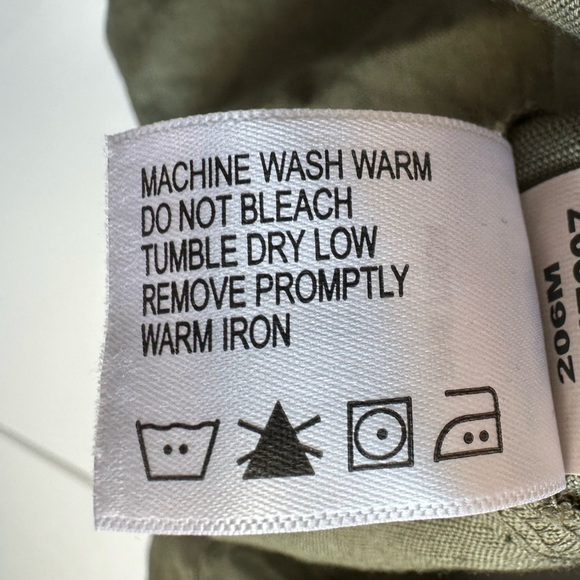 MACHINE WASH WARM
DO NOT BLEACH
TUMBLE DRY LOW
REMOVE PROMPTLY
WARM IRON
206M